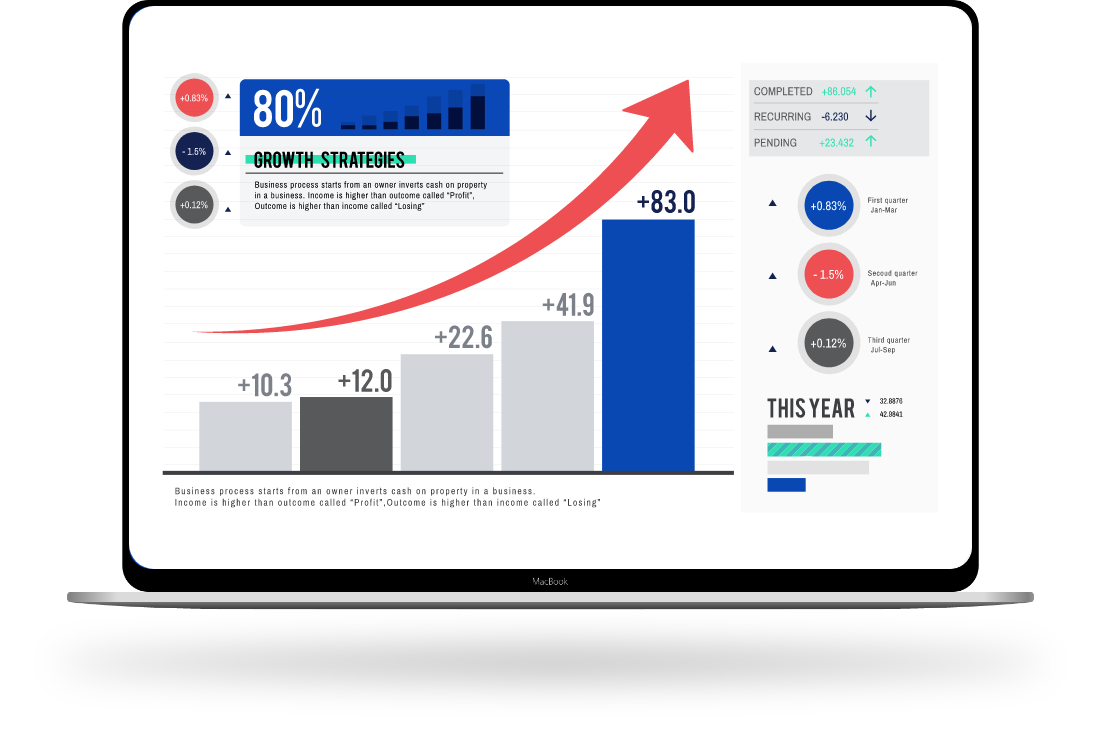 +0.83%
- 1.5%
+0.12%
80%
GROWTH STRATEGIES
Business process starts from an owner inverts cash on property
in a business. Income is higher than outcome called “Profit”,
Outcome is higher than income called “Losing”
+10.3
+12.0
+22.6
+41.9
+83.0
Business process starts from an owner inverts cash on property in a business.
Income is higher than outcome called “Profit”,Outcome is higher than income called “Losing”
COMPLETED +86.054
RECURRING -6.230
PENDING +23.432
+0.83%
First quarter
Jan-Mar
- 1.5%
Secoud quarter
Apr-Jun
+0.12%
Third quarter
Jul-Sep
THIS YEAR
32.8876
42.9841
MacBook